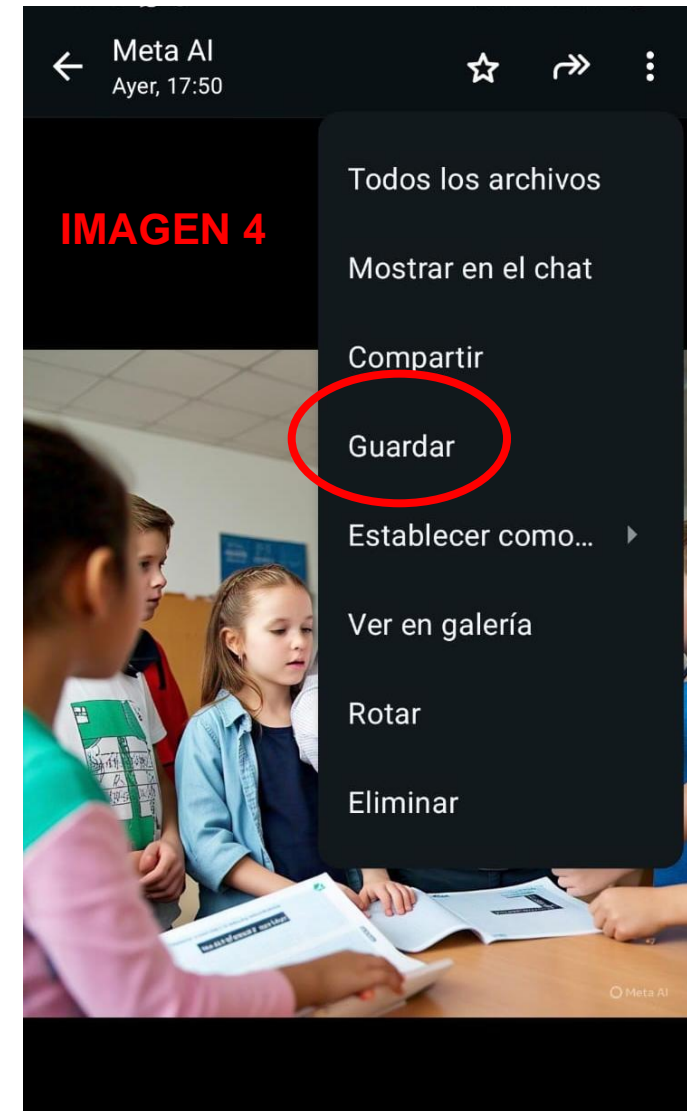 Meta AI
Ayer, 17:50
Todos los archivos
IMAGEN 4
Mostrar en el chat
Compartir
Guardar
Establecer como...
Ver en galería
Rotar
Eliminar
Meta AI